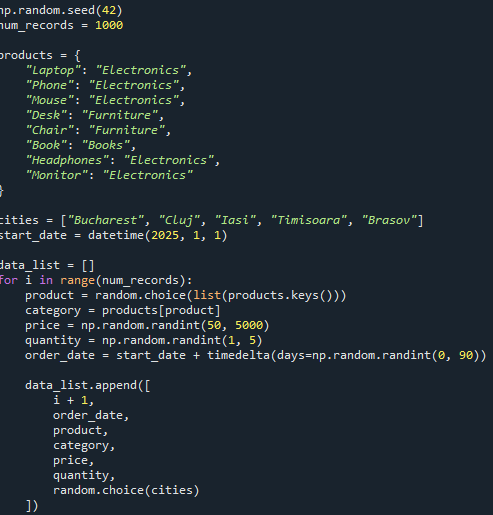 np.random.seed(42)
num_records = 1000
products = {
"Laptop": "Electronics",
"Phone": "Electronics",
"Mouse": "Electronics",
"Desk": "Furniture",
"Chair": "Furniture",
"Book": "Books",
"Headphones": "Electronics",
"Monitor": "Electronics"
}
cities = ["Bucharest", "Cluj", "Iasi", "Timisoara", "Brasov"]
start_date = datetime(2025, 1, 1)
data_list = []
for i in range(num_records):
product = random.choice(list(products.keys()))
category = products[product]
price = np.random.randint(50, 5000)
quantity = np.random.randint(1, 5)
order_date = start_date + timedelta(days=np.random.randint(0, 90))
data_list.append([
i + 1,
order_date,
product,
category,
price,
quantity,
random.choice(cities)
])